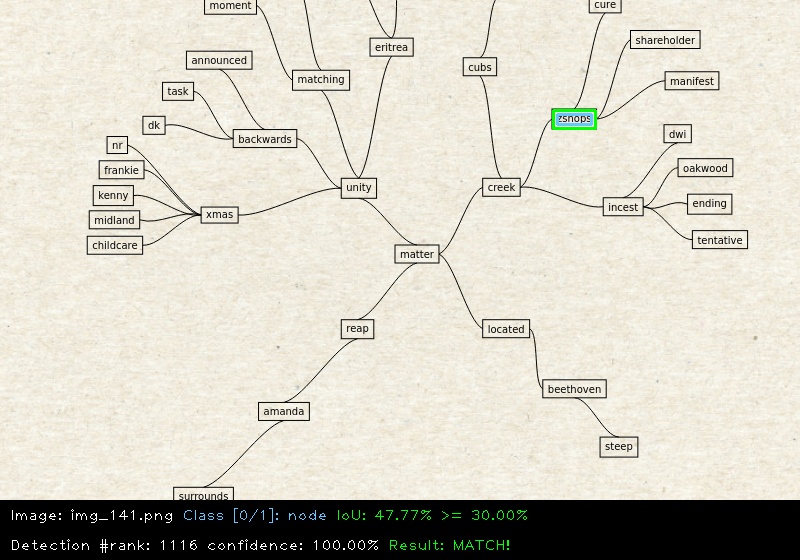 moment
cure
eritrea
shareholder
announced
cubs
matching
manifest
task
zsnops
dk
backwards
dwi
nr
frankie
oakwood
unity
creek
kenny
ending
incest
xmas
midland
tentative
childcare
matter
reap
located
beethoven
amanda
steep
surrounds
Image: img_141.png Class [0/1]: node IoU: 47.77% >= 30.00%
Detection #rank: 1116 confidence: 100.00% Result: MATCH!